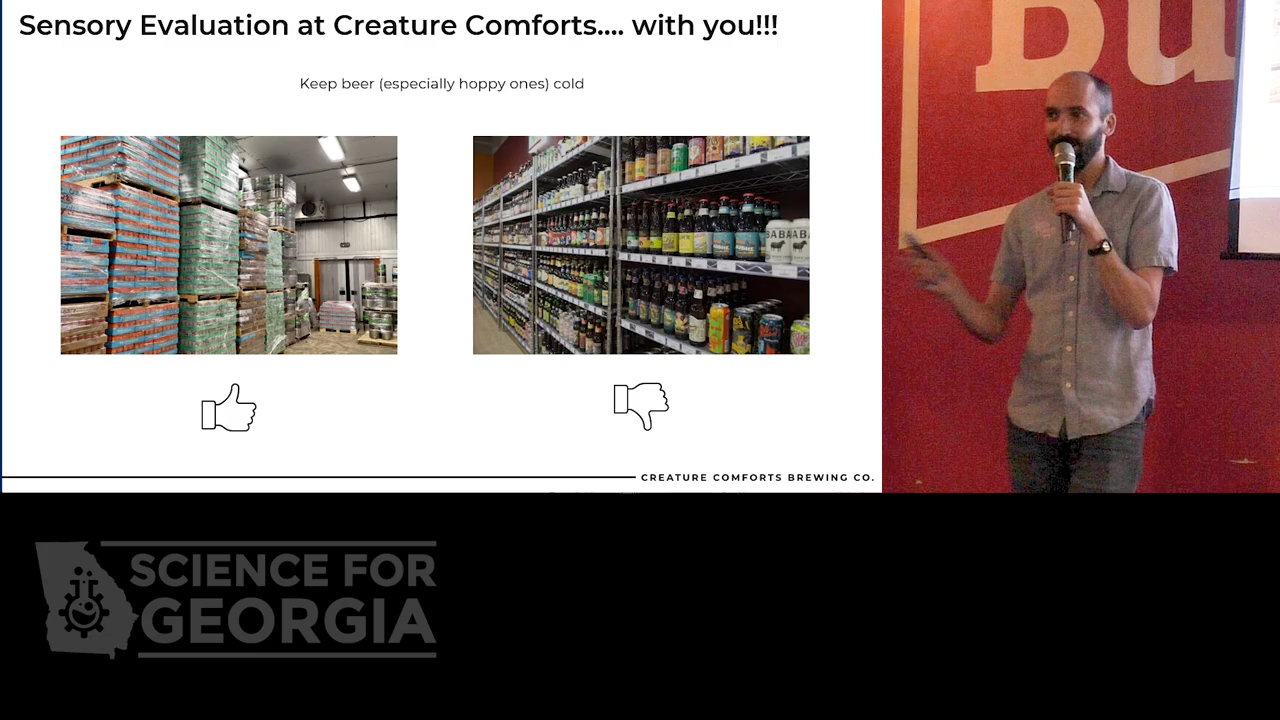 Sensory Evaluation at Creature Comforts.... with you!!!
Keep beer (especially hoppy ones) cold
CREATURE COMFORTS BREWING CO.
Bu
SCIENCE FOR
GEORGIA